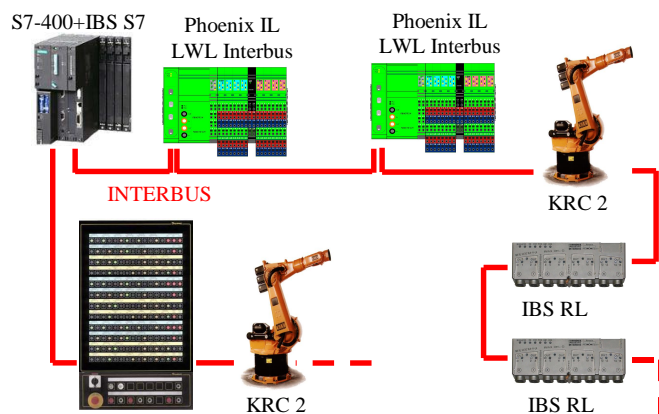 S7-400+IBS S7
Phoenix IL
LWL Interbus
Phoenix IL
LWL Interbus
INTERBUS
KRC 2
IBS RL
KRC 2
IBS RL